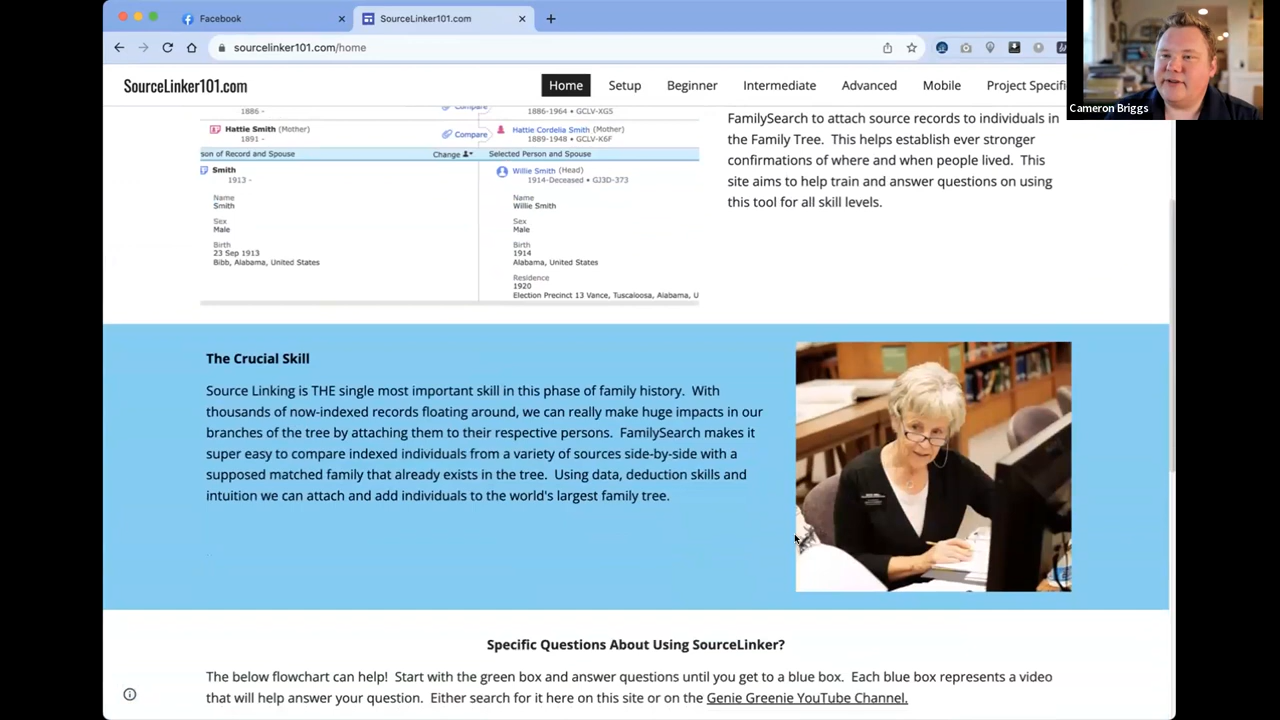 Facebook
SourceLinker101.com
sourcelinker101.com/home
Cameron Briggs
SourceLinker101.com
Home Setup Beginner Intermediate Advanced Mobile Project Specifi
1886 - Compare 1886-1964 • GCLV-XGS
Hattie Smith (Mother) Compare Hattie Cordelia Smith (Mother)
1891 - 1889-1948 • GCLV-K6F
son of Record and Spouse Change Selected Person and Spouse
Smith Willie Smith (Head)
1913 - 1914-Deceased • GJ3D-373
Name Name
Smith Willie Smith
Sex Sex
Male Male
Birth Birth
23 Sep 1913 1914
Bibb, Alabama, United States Alabama, United States
Residence
1920
Election Precinct 13 Vance, Tuscaloosa, Alabama, U
FamilySearch to attach source records to individuals in
the Family Tree. This helps establish ever stronger
confirmations of where and when people lived. This
site aims to help train and answer questions on using
this tool for all skill levels.
The Crucial Skill
Source Linking is THE single most important skill in this phase of family history. With
thousands of now-indexed records floating around, we can really make huge impacts in our
branches of the tree by attaching them to their respective persons. FamilySearch makes it
super easy to compare indexed individuals from a variety of sources side-by-side with a
supposed matched family that already exists in the tree. Using data, deduction skills and
intuition we can attach and add individuals to the world's largest family tree.
Specific Questions About Using SourceLinker?
The below flowchart can help! Start with the green box and answer questions until you get to a blue box. Each blue box represents a video
that will help answer your question. Either search for it here on this site or on the Genie Greenie YouTube Channel.